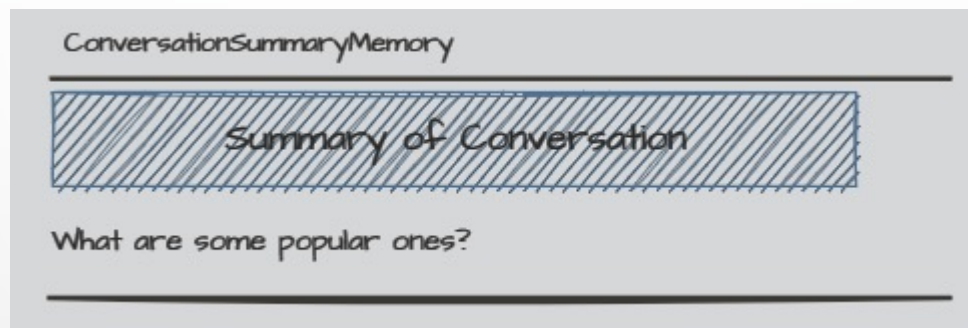 ConversationSummaryMemory
Summary of Conversation
What are some popular ones?